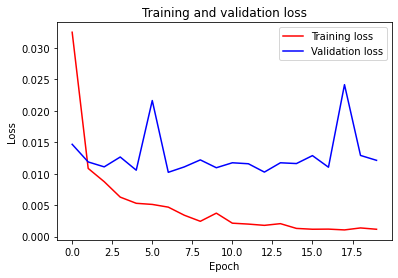 Training and validation loss
Training loss
Validation loss
Loss
0.030
0.025
0.020
0.015
0.010
0.005
0.000
0.0 2.5 5.0 7.5 10.0 12.5 15.0 17.5
Epoch